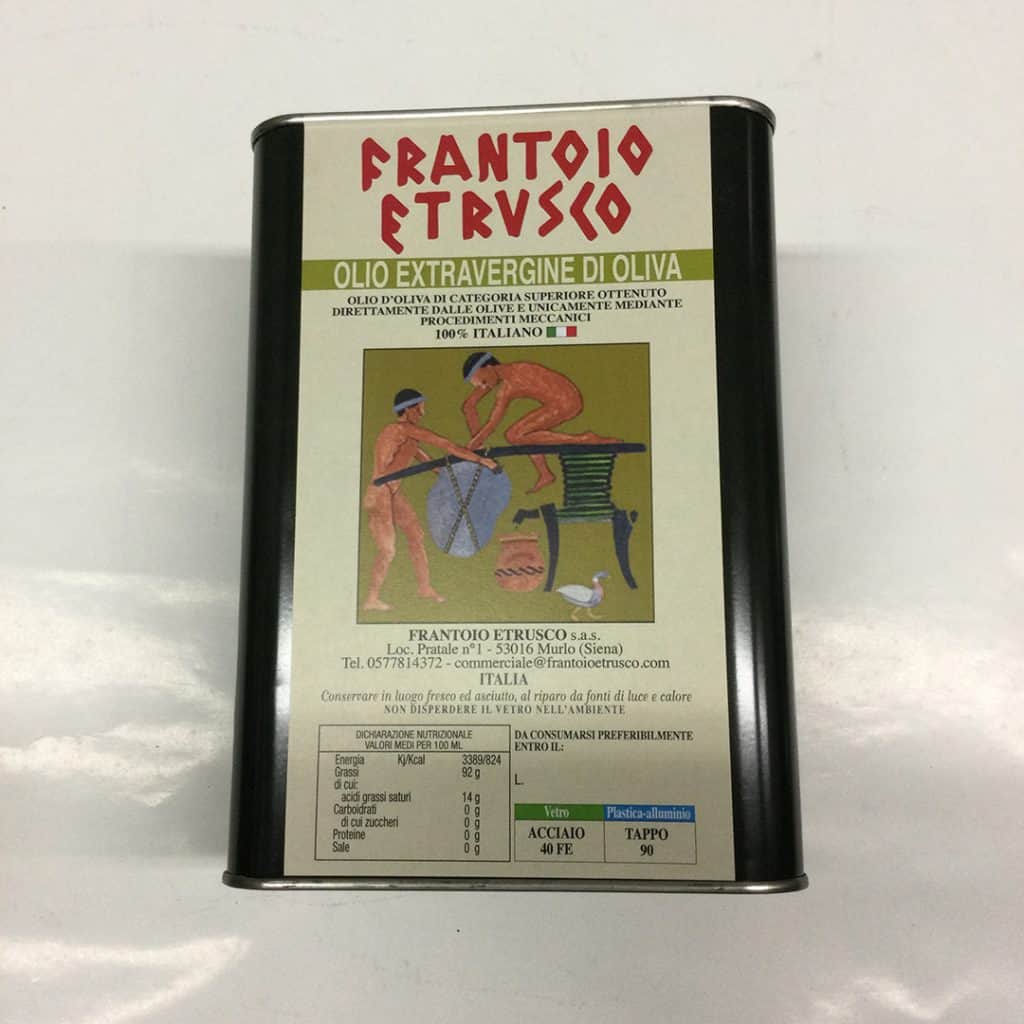 FRANTOIO
ETRUSCO
OLIO EXTRAVERGINE DI OLIVA
OLIO D'OLIVA DI CATEGORIA SUPERIORE OTTENUTO
DIRETTAMENTE DALLE OLIVE E UNICAMENTE MEDIANTE
PROCEDIMENTI MECCANICI
100% ITALIANO
FRANTOIO ETRUSCO s.a.s.
Loc. Pratale n°1 - 53016 Murlo (Siena)
Tel. 0577814372 - commerciale@frantoioetrusco.com
ITALIA
Conservare in luogo fresco ed asciutto, al riparo da fonti di luce e calore
NON DISPERDERE IL VETRO NELL'AMBIENTE
DICHIARAZIONE NUTRIZIONALE
VALORI MEDI PER 100 ML
Energia Kj/Kcal 3389/824
Grassi 92 g
di cui:
acidi grassi saturi 14 g
Carboidrati 0 g
di cui zuccheri 0 g
Proteine 0 g
Sale 0 g
DA CONSUMARSI PREFERIBILMENTE
ENTRO IL:
L.
Vetro Plastica-alluminio
ACCIAIO TAPPO
40 FE 90